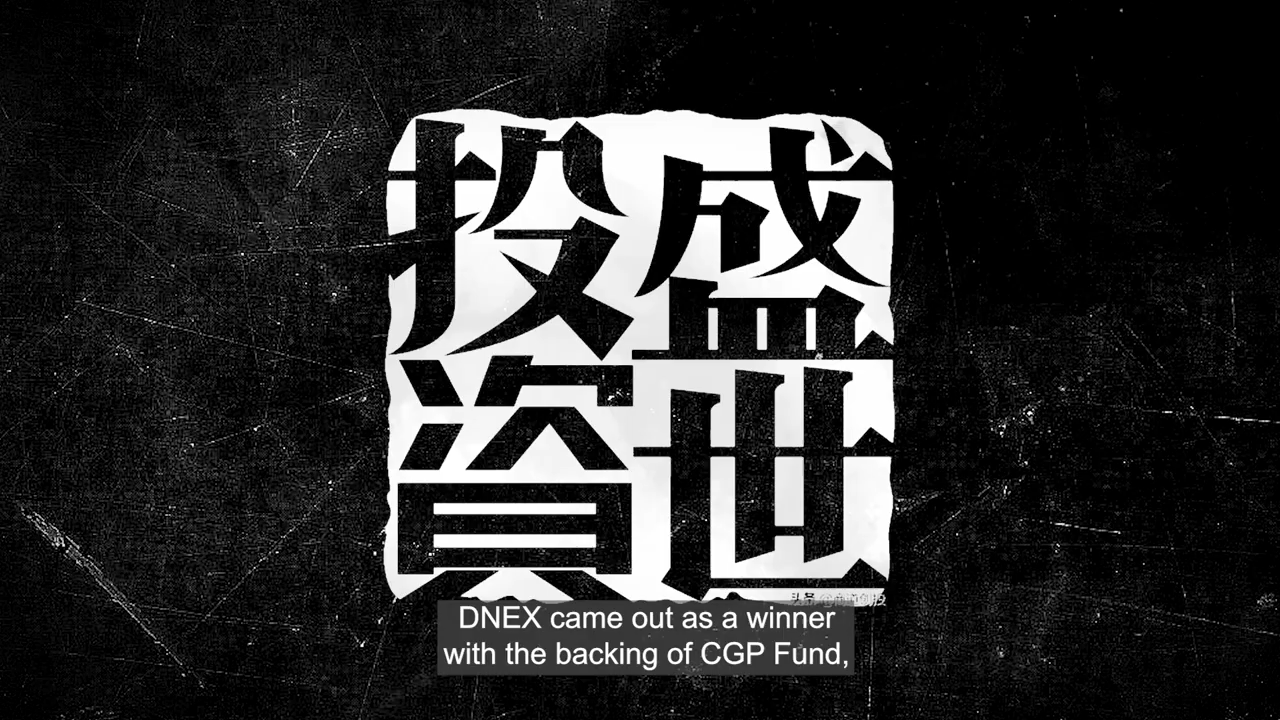 盛世
投資
DNEX came out as a winner
with the backing of CGP Fund,